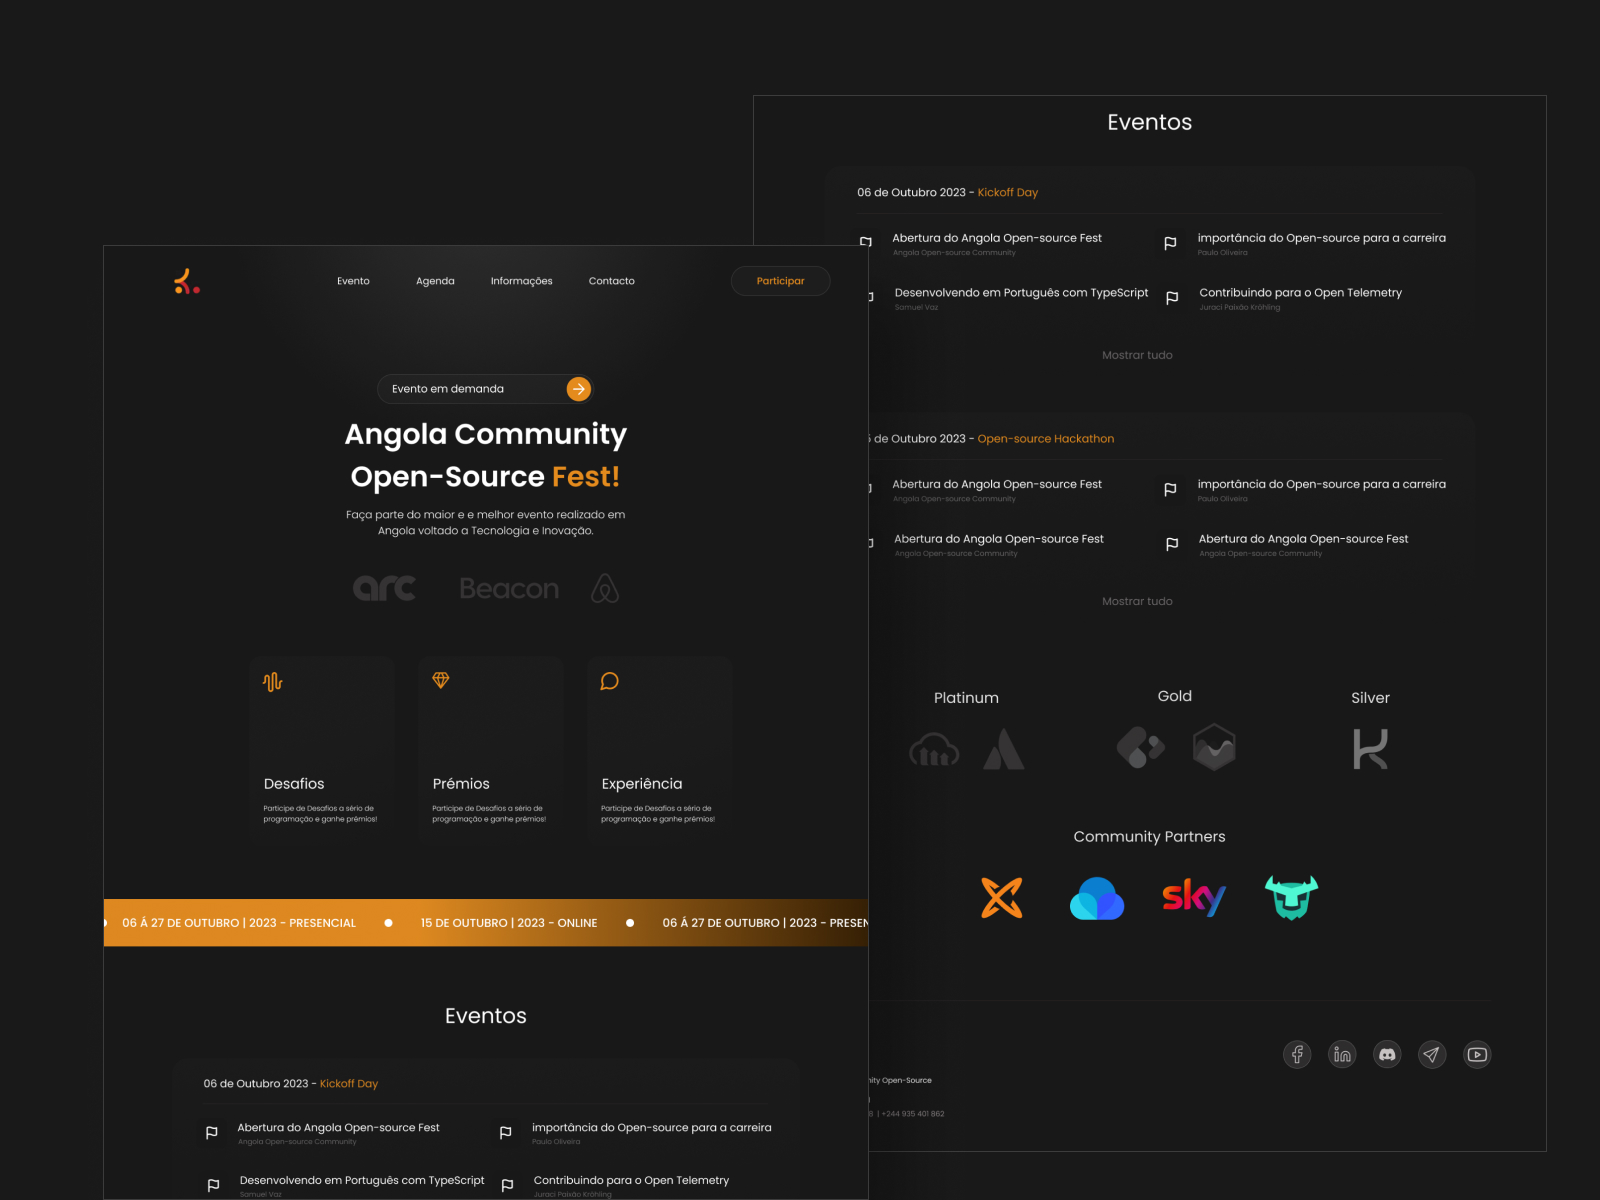 Evento
Agenda
Informações
Contacto
Participar
Evento em demanda
Angola Community
Open-Source Fest!
Faça parte do maior e e melhor evento realizado em
Angola voltado a Tecnologia e Inovação.
arc
Beacon
Desafios
Participe de Desafios a sério de
programação e ganhe prémios!
Prémios
Participe de Desafios a sério de
programação e ganhe prémios!
Experiência
Participe de Desafios a sério de
programação e ganhe prémios!
06 Á 27 DE OUTUBRO | 2023 - PRESENCIAL
15 DE OUTUBRO | 2023 - ONLINE
06 Á 27 DE OUTUBRO | 2023 - PRESEN
Eventos
06 de Outubro 2023 - Kickoff Day
Abertura do Angola Open-source Fest
Angola Open-source Community
importância do Open-source para a carreira
Paulo Oliveira
Desenvolvendo em Português com TypeScript
Samuel Vaz
Contribuindo para o Open Telemetry
Juraci Paixão Kröhling
Eventos
06 de Outubro 2023 - Kickoff Day
Abertura do Angola Open-source Fest
Angola Open-source Community
importância do Open-source para a carreira
Paulo Oliveira
Desenvolvendo em Português com TypeScript
Samuel Vaz
Contribuindo para o Open Telemetry
Juraci Paixão Kröhling
Mostrar tudo
de Outubro 2023 - Open-source Hackathon
Abertura do Angola Open-source Fest
Angola Open-source Community
importância do Open-source para a carreira
Paulo Oliveira
Abertura do Angola Open-source Fest
Angola Open-source Community
Abertura do Angola Open-source Fest
Angola Open-source Community
Mostrar tudo
Platinum
Gold
Silver
Community Partners
sky
nity Open-Source
| +244 935 401 862